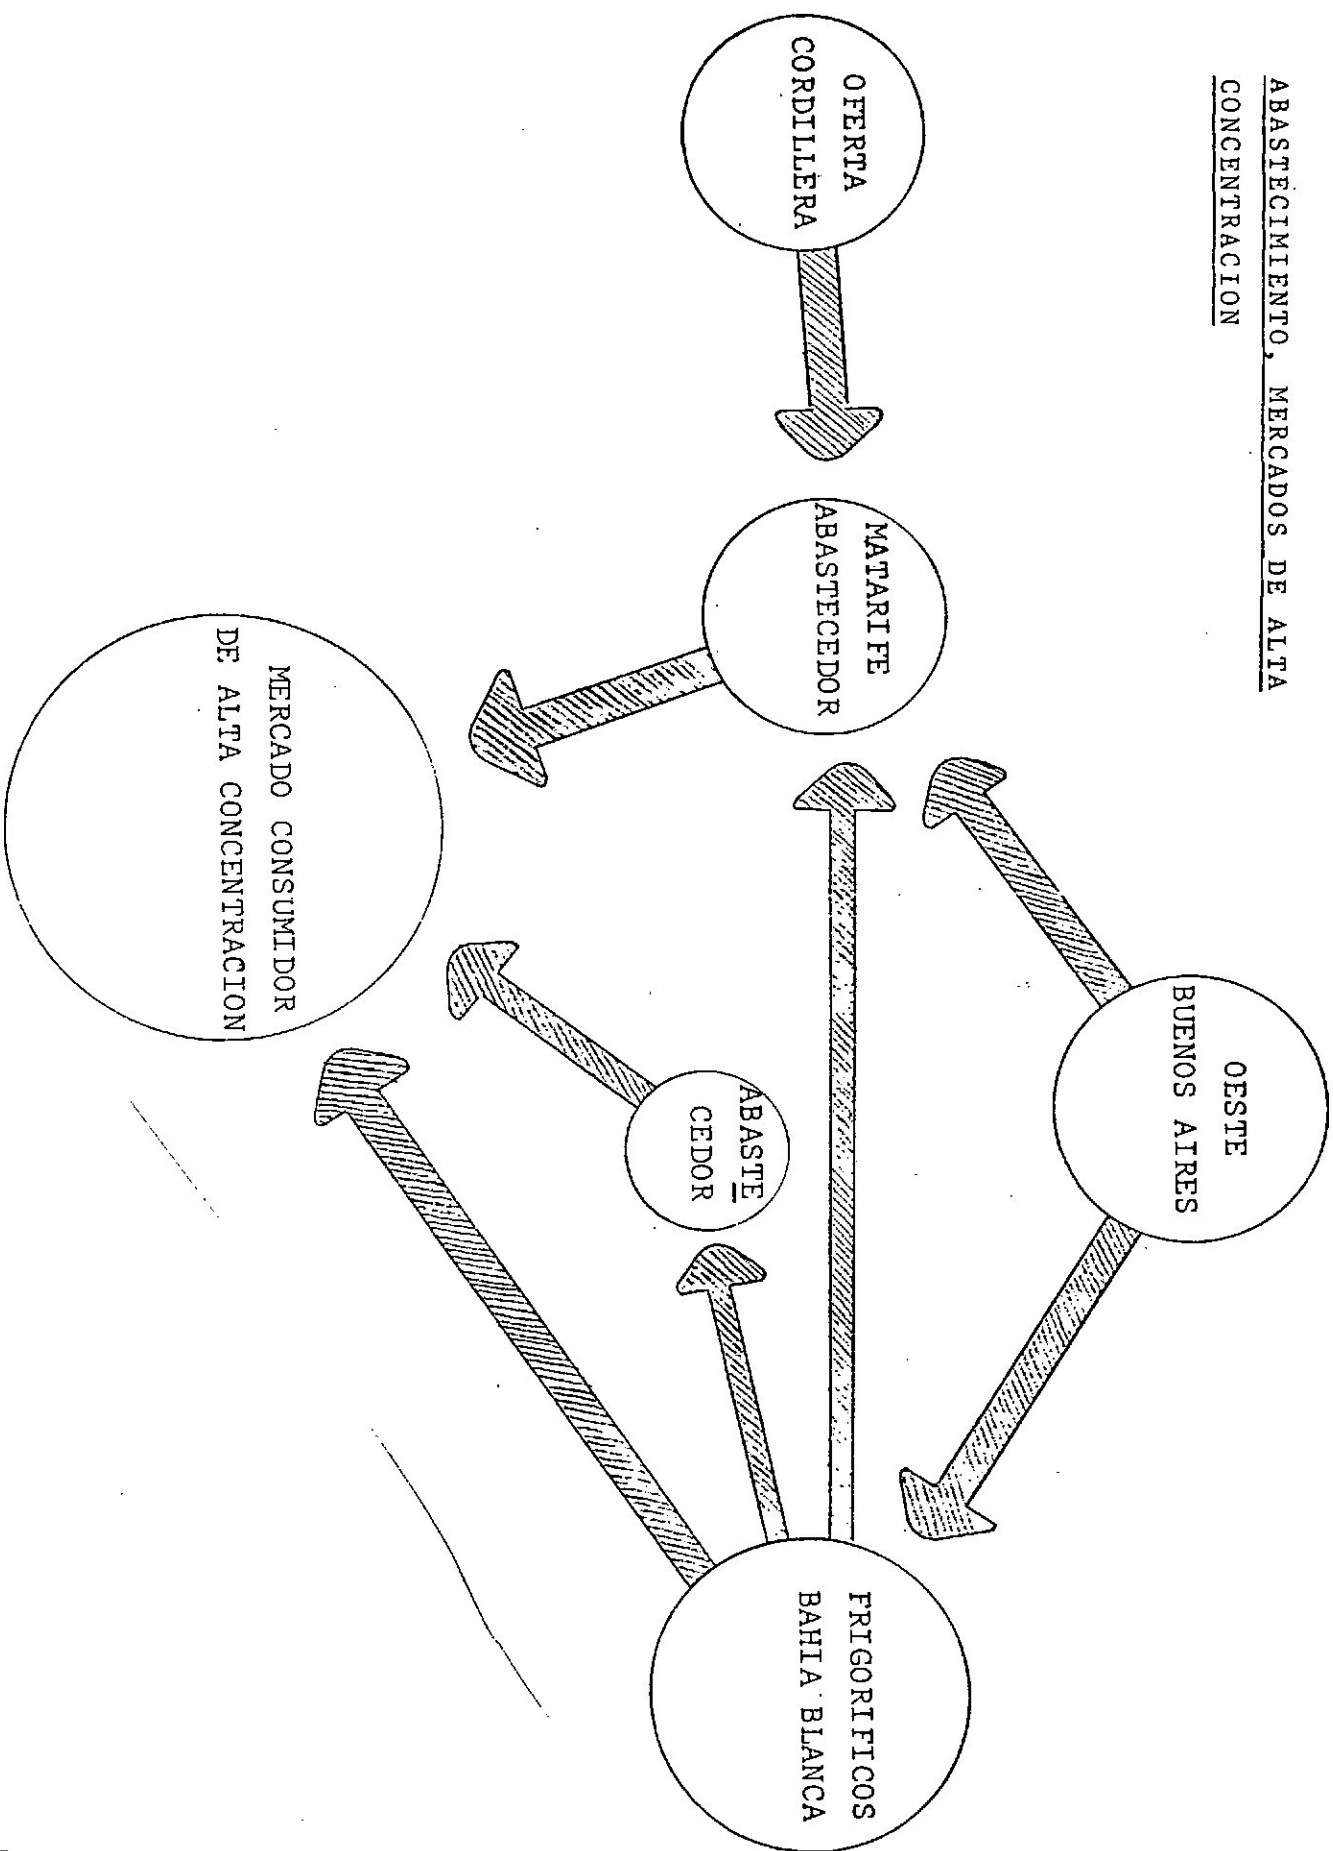 ABASTECIMIENTO, MERCADOS DE ALTA
CONCENTRACION
OESTE
BUENOS AIRES
OFERTA
CORDILLERA
MATARIFE
ABASTECEDOR
FRIGORIFICOS
BAHIA BLANCA
ABASTE
CEDOR
MERCADO CONSUMIDOR
DE ALTA CONCENTRACION